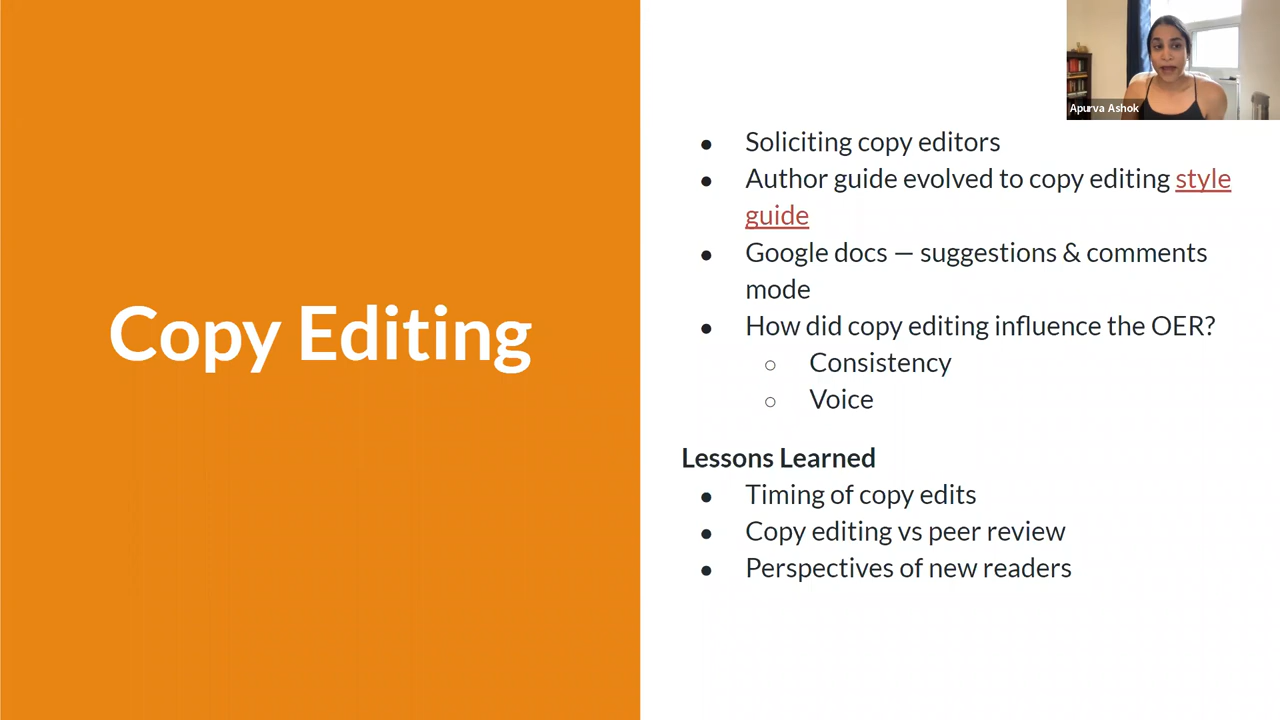 Copy Editing
Apurva Ashok
● Soliciting copy editors
● Author guide evolved to copy editing style
guide
● Google docs — suggestions & comments
mode
● How did copy editing influence the OER?
○ Consistency
○ Voice
Lessons Learned
● Timing of copy edits
● Copy editing vs peer review
● Perspectives of new readers